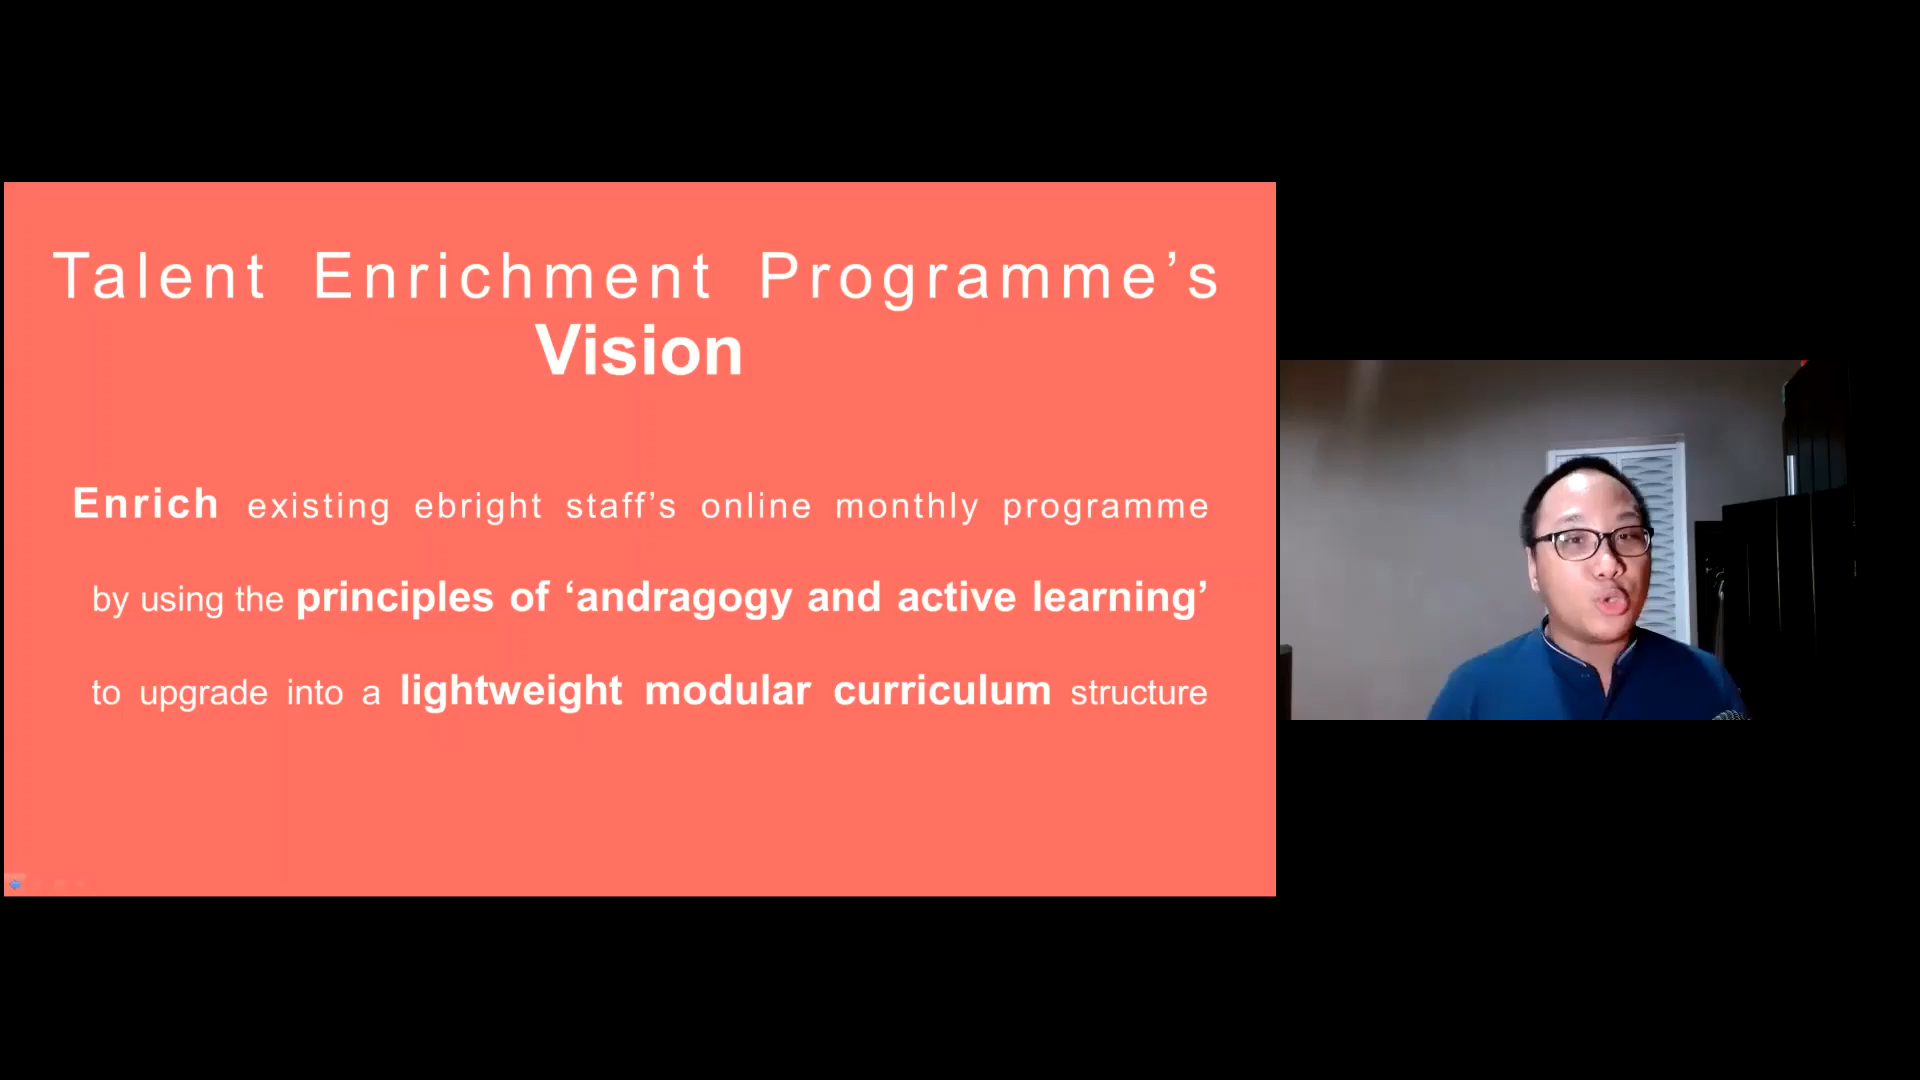 Talent Enrichment Programme’s
Vision
Enrich existing ebright staff’s online monthly programme
by using the principles of ‘andragogy and active learning’
to upgrade into a lightweight modular curriculum structure